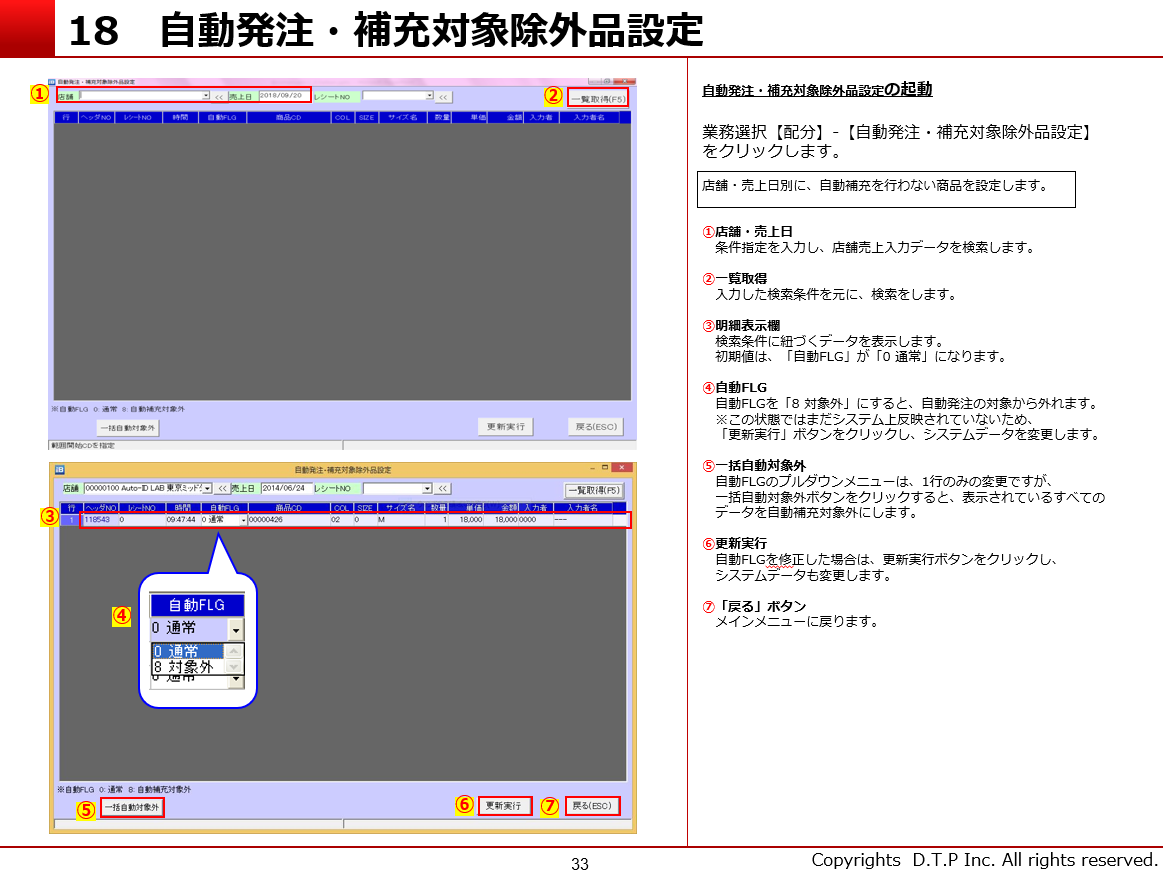 18　自動発注・補充対象除外品設定
自動発注・補充対象除外品設定
①
店舗 << 売上日 2018/09/20 レシートNO <<
② 一覧取得(F5)
行 ヘッダNO レシートNO 時間 自動FLG 商品CD COL SIZE サイズ名 数量 単価 金額 入力者 入力者名
※自動FLG 0: 通常 8: 自動補充対象外
一括自動対象外 更新実行 戻る(ESC)
範囲開始CDを指定
自動発注・補充対象除外品設定
店舗 00000100 Auto-ID LAB 東京ミッド << 売上日 2014/06/24 レシートNO << 一覧取得(F5)
行 ヘッダNO レシートNO 時間 自動FLG 商品CD COL SIZE サイズ名 数量 単価 金額 入力者 入力者名
③ 1 118543 0 09:47:44 0 通常 00000426 02 0 M 1 18,000 18,000 0000 ---
④
自動FLG
0 通常
0 通常
8 対象外
0 通常
※自動FLG 0: 通常 8: 自動補充対象外
⑤ 一括自動対象外 ⑥ 更新実行 ⑦ 戻る(ESC)
自動発注・補充対象除外品設定の起動
業務選択【配分】-【自動発注・補充対象除外品設定】
をクリックします。
店舗・売上日別に、自動補充を行わない商品を設定します。
①店舗・売上日
条件指定を入力し、店舗売上入力データを検索します。
②一覧取得
入力した検索条件を元に、検索をします。
③明細表示欄
検索条件に紐づくデータを表示します。
初期値は、「自動FLG」が「0 通常」になります。
④自動FLG
自動FLGを「8 対象外」にすると、自動発注の対象から外れます。
※この状態ではまだシステム上反映されていないため、
「更新実行」ボタンをクリックし、システムデータを変更します。
⑤一括自動対象外
自動FLGのプルダウンメニューは、1行のみの変更ですが、
一括自動対象外ボタンをクリックすると、表示されているすべての
データを自動補充対象外にします。
⑥更新実行
自動FLGを修正した場合は、更新実行ボタンをクリックし、
システムデータも変更します。
⑦「戻る」ボタン
メインメニューに戻ります。
33
Copyrights D.T.P Inc. All rights reserved.